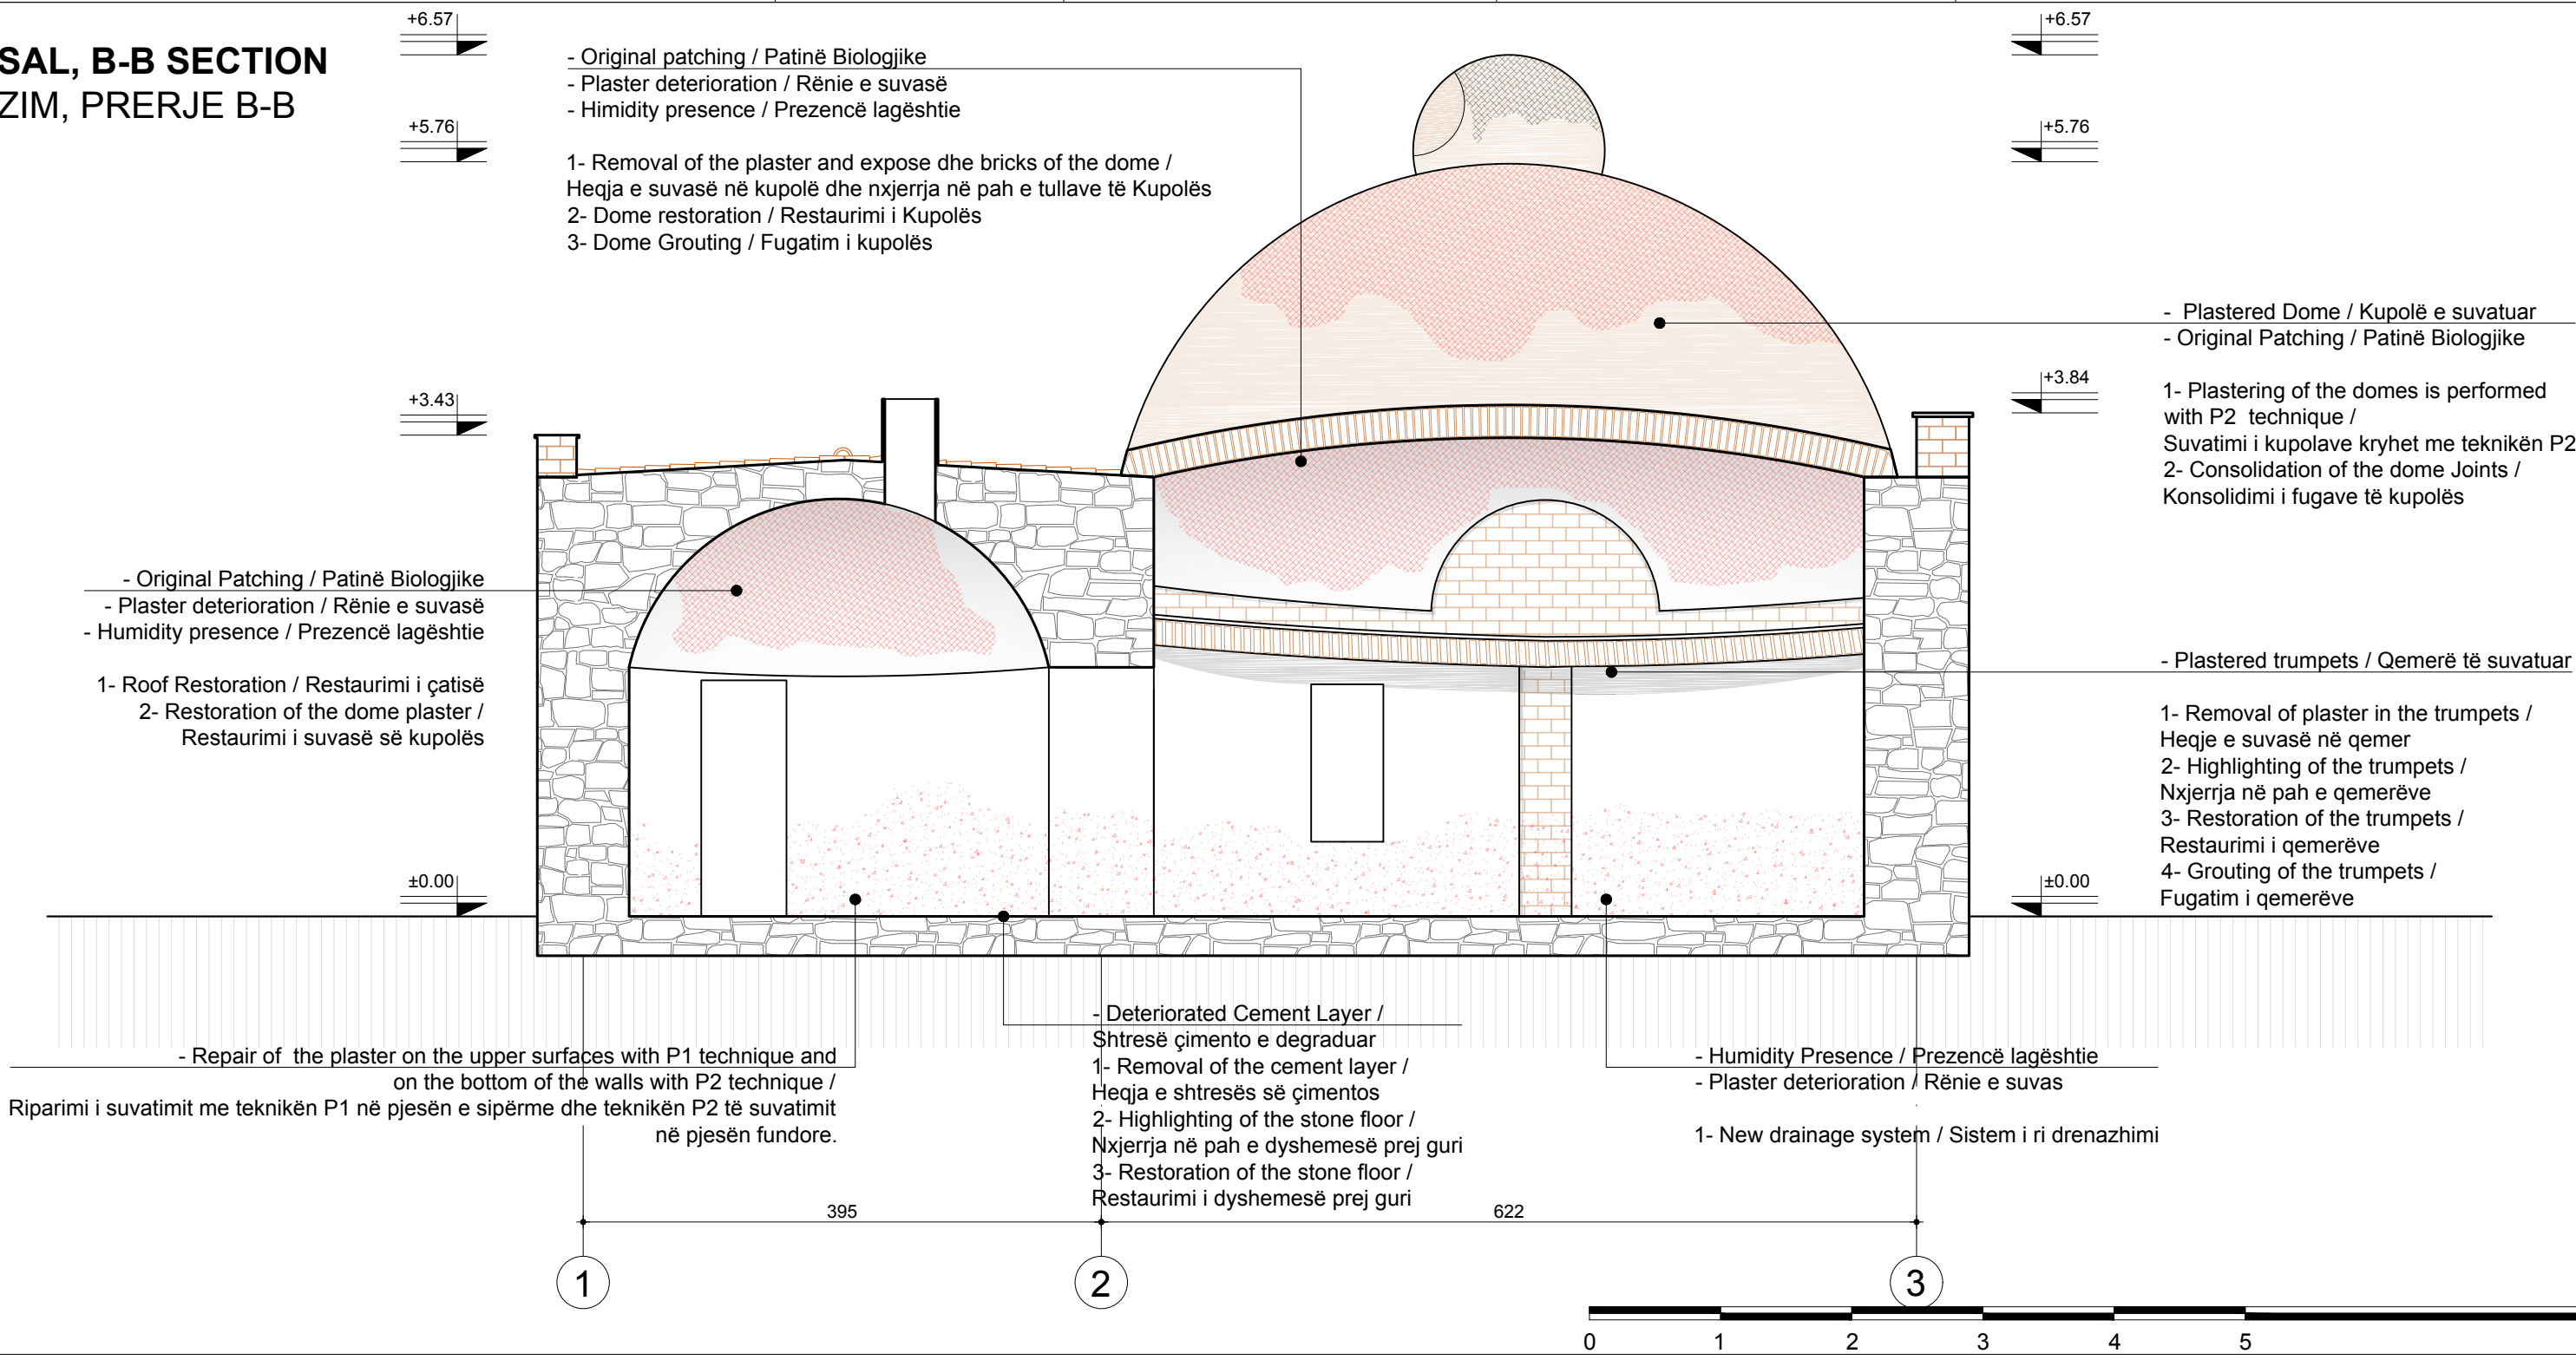 SAL, B-B SECTION
ZIM, PRERJE B-B
+6.57
+5.76
+3.43
±0.00
- Original patching / Patinë Biologjike
- Plaster deterioration / Rënie e suvasë
- Himidity presence / Prezencë lagështie
1- Removal of the plaster and expose dhe bricks of the dome /
Heqja e suvasë në kupolë dhe nxjerrja në pah e tullave të Kupolës
2- Dome restoration / Restaurimi i Kupolës
3- Dome Grouting / Fugatim i kupolës
+6.57
+5.76
+3.84
±0.00
- Plastered Dome / Kupolë e suvatuar
- Original Patching / Patinë Biologjike
1- Plastering of the domes is performed
with P2 technique /
Suvatimi i kupolave kryhet me teknikën P2
2- Consolidation of the dome Joints /
Konsolidimi i fugave të kupolës
- Original Patching / Patinë Biologjike
- Plaster deterioration / Rënie e suvasë
- Humidity presence / Prezencë lagështie
1- Roof Restoration / Restaurimi i çatisë
2- Restoration of the dome plaster /
Restaurimi i suvasë së kupolës
- Plastered trumpets / Qemerë të suvatuar
1- Removal of plaster in the trumpets /
Heqje e suvasë në qemer
2- Highlighting of the trumpets /
Nxjerrja në pah e qemerëve
3- Restoration of the trumpets /
Restaurimi i qemerëve
4- Grouting of the trumpets /
Fugatim i qemerëve
- Repair of the plaster on the upper surfaces with P1 technique and
on the bottom of the walls with P2 technique /
Riparimi i suvatimit me teknikën P1 në pjesën e sipërme dhe teknikën P2 të suvatimit
në pjesën fundore.
- Deteriorated Cement Layer /
Shtresë çimento e degraduar
1- Removal of the cement layer /
Heqja e shtresës së çimentos
2- Highlighting of the stone floor /
Nxjerrja në pah e dyshemesë prej guri
3- Restoration of the stone floor /
Restaurimi i dyshemesë prej guri
- Humidity Presence / Prezencë lagështie
- Plaster deterioration / Rënie e suvas
1- New drainage system / Sistem i ri drenazhimi
395
622
1
2
3
0 1 2 3 4 5